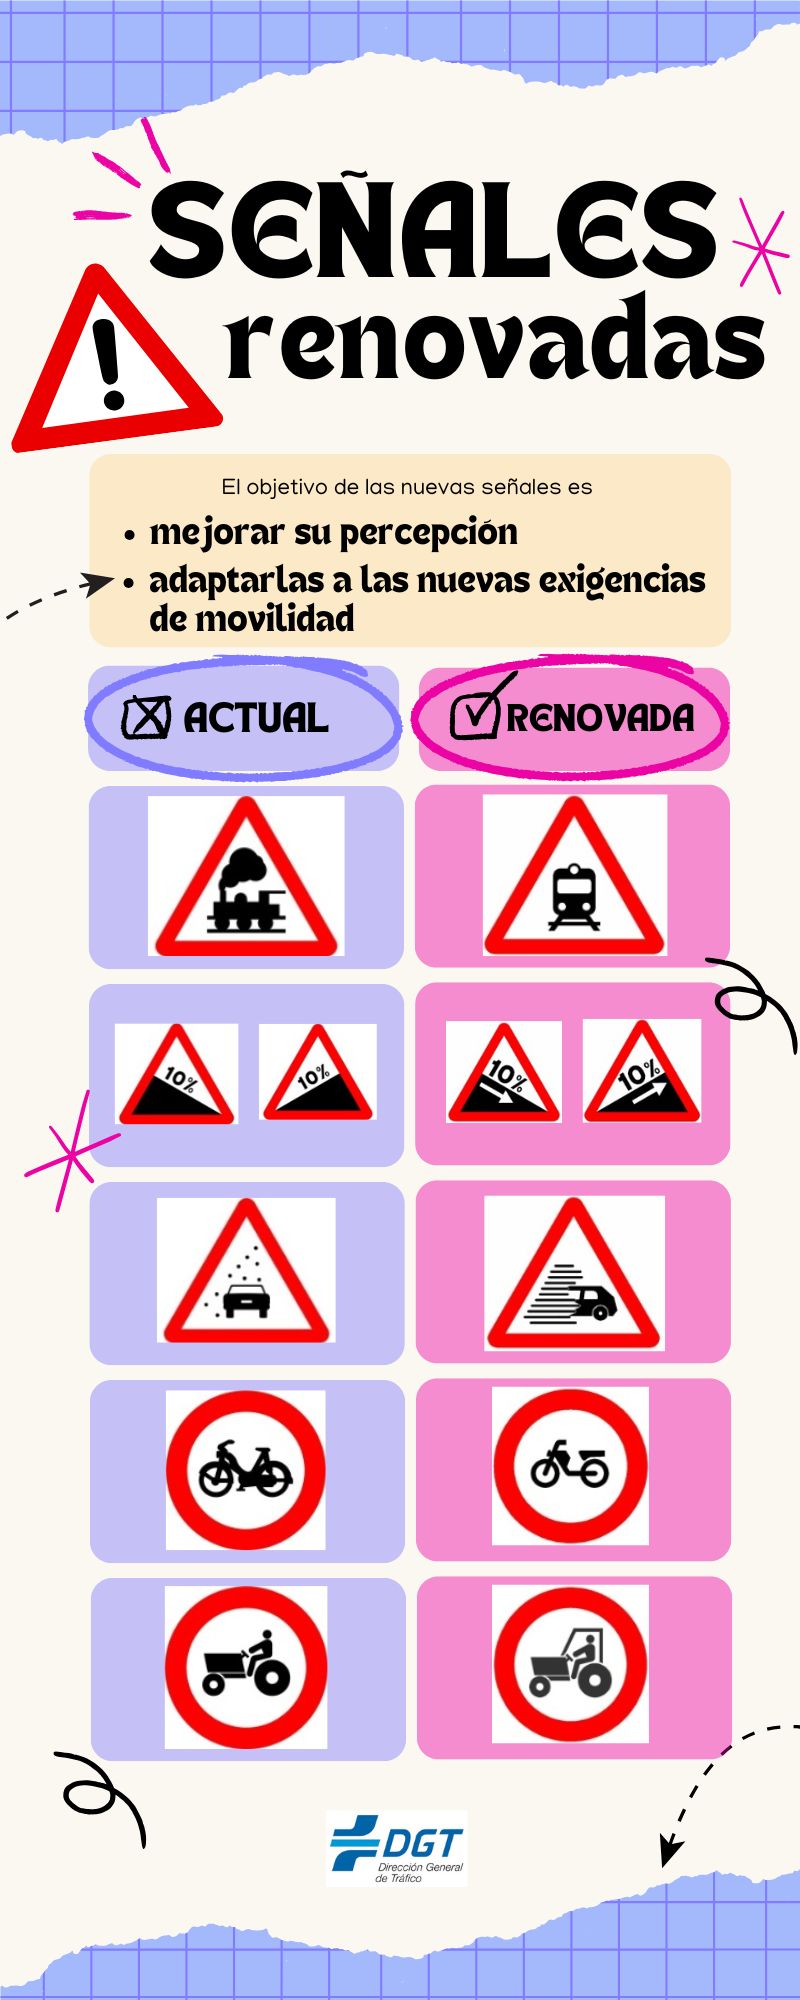 SEÑALES
renovadas
El objetivo de las nuevas señales es
mejorar su percepción
adaptarlas a las nuevas exigencias
de movilidad
ACTUAL
RENOVADA
10%
10%
10%
10%
DGT
Dirección General
de Tráfico